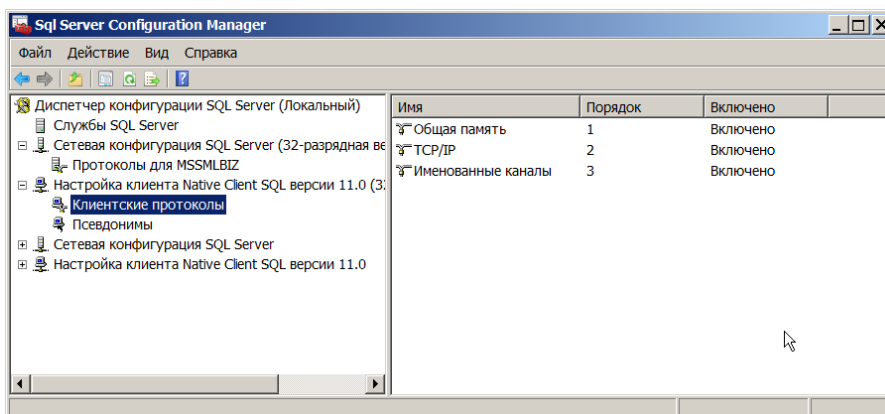 Sql Server Configuration Manager
Файл Действие Вид Справка
Диспетчер конфигурации SQL Server (Локальный)
Службы SQL Server
Сетевая конфигурация SQL Server (32-разрядная ве
Протоколы для MSSMLBIZ
Настройка клиента Native Client SQL версии 11.0 (3
Клиентские протоколы
Псевдонимы
Сетевая конфигурация SQL Server
Настройка клиента Native Client SQL версии 11.0
Имя Порядок Включено
Общая память 1 Включено
TCP/IP 2 Включено
Именованные каналы 3 Включено